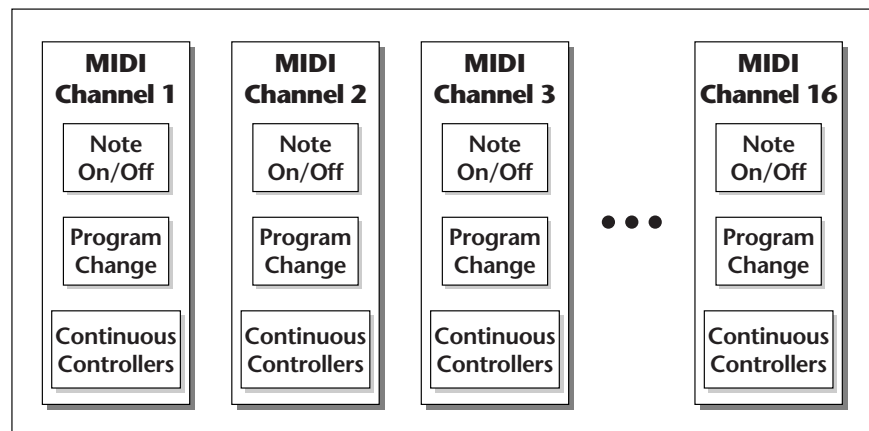 MIDI
Channel 1
Note
On/Off
Program
Change
Continuous
Controllers
MIDI
Channel 2
Note
On/Off
Program
Change
Continuous
Controllers
MIDI
Channel 3
Note
On/Off
Program
Change
Continuous
Controllers
MIDI
Channel 16
Note
On/Off
Program
Change
Continuous
Controllers